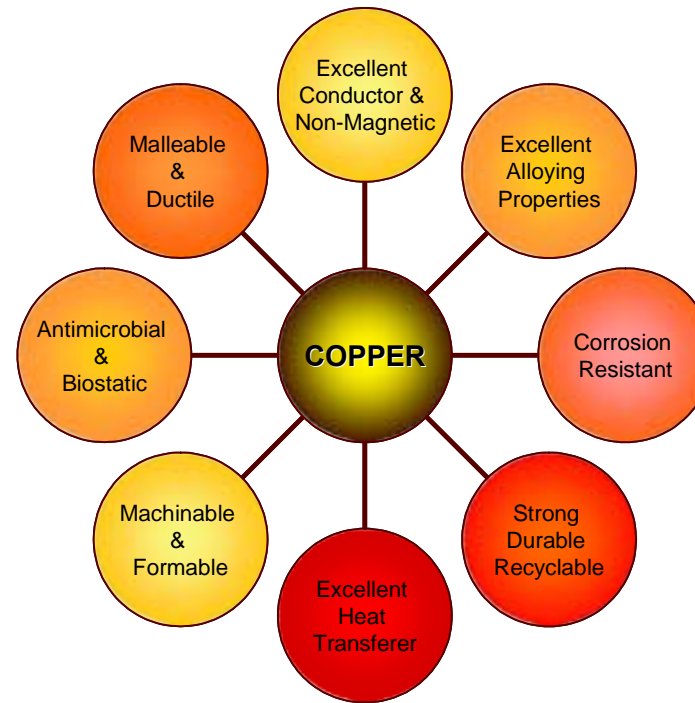 Excellent
Conductor &
Non-Magnetic
Excellent
Alloying
Properties
Corrosion
Resistant
Strong
Durable
Recyclable
Excellent
Heat
Transferer
Machinable
&
Formable
Antimicrobial
&
Biostatic
Malleable
&
Ductile
COPPER